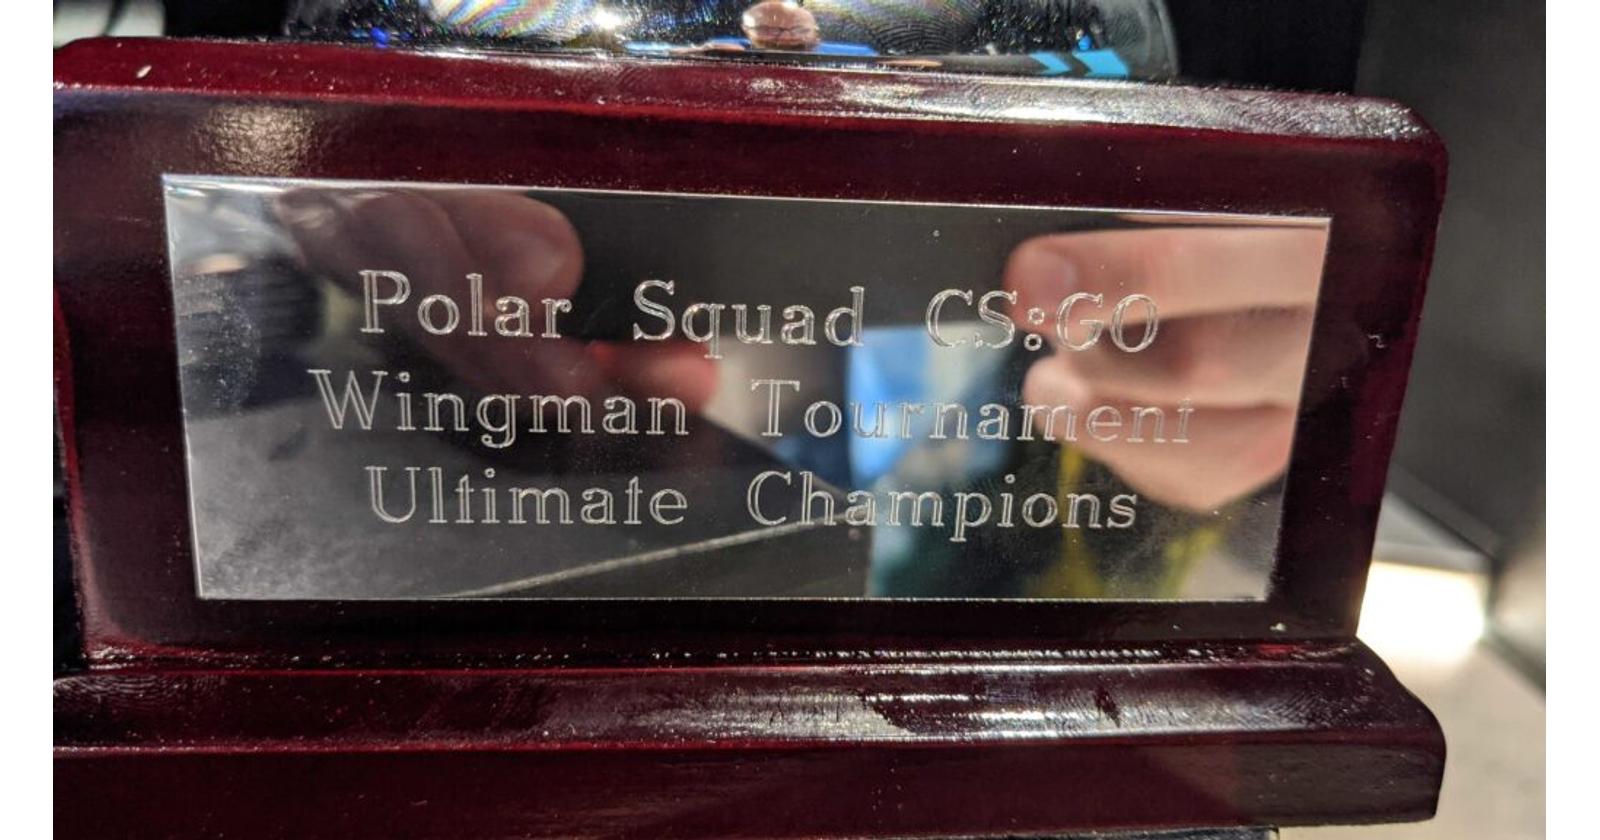 Polar Squad CS:GO
Wingman Tournament
Ultimate Champions